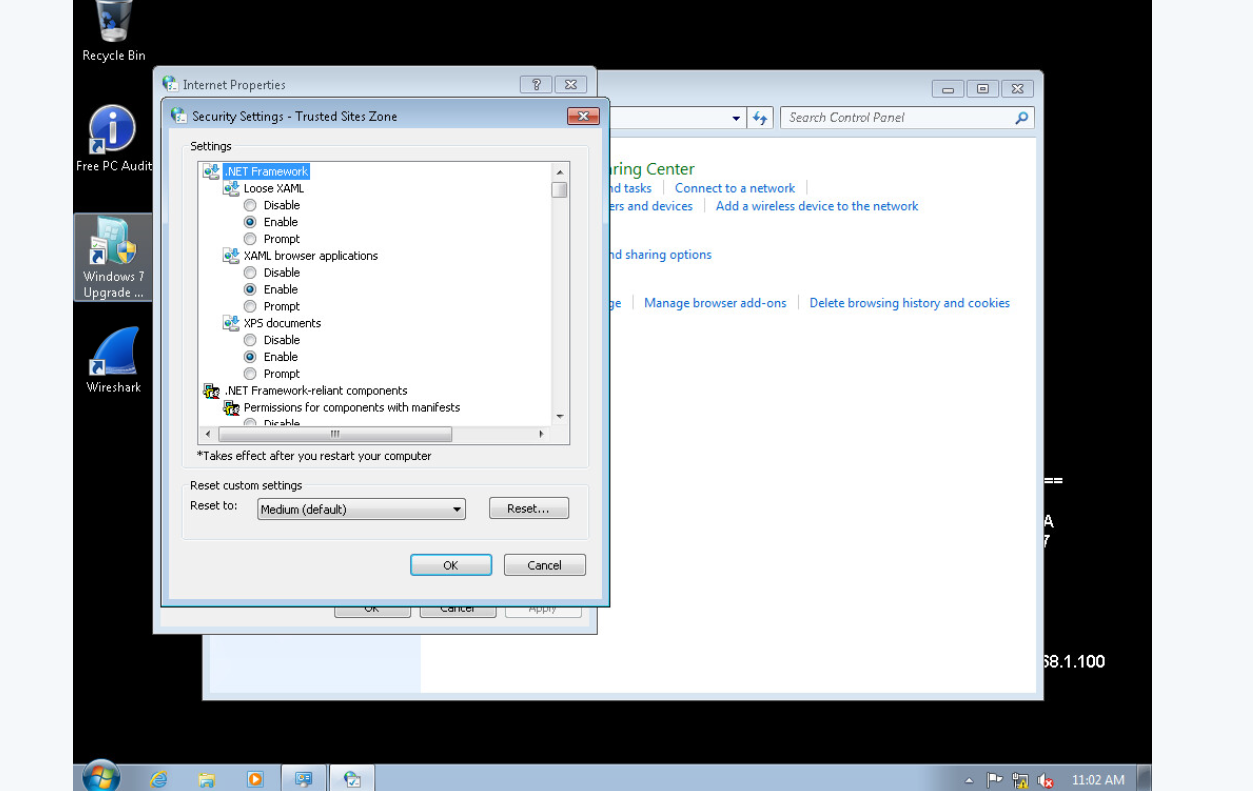 Recycle Bin
Free PC Audit
Windows 7
Upgrade ...
Wireshark
Internet Properties
Security Settings - Trusted Sites Zone
Settings
.NET Framework
Loose XAML
Disable
Enable
Prompt
XAML browser applications
Disable
Enable
Prompt
XPS documents
Disable
Enable
Prompt
.NET Framework-reliant components
Permissions for components with manifests
Disable
*Takes effect after you restart your computer
Reset custom settings
Reset to: Medium (default) Reset...
OK Cancel
OK Cancel Apply
Search Control Panel
ring Center
nd tasks Connect to a network
ers and devices Add a wireless device to the network
nd sharing options
ge Manage browser add-ons Delete browsing history and cookies
==
A
7
68.1.100
11:02 AM